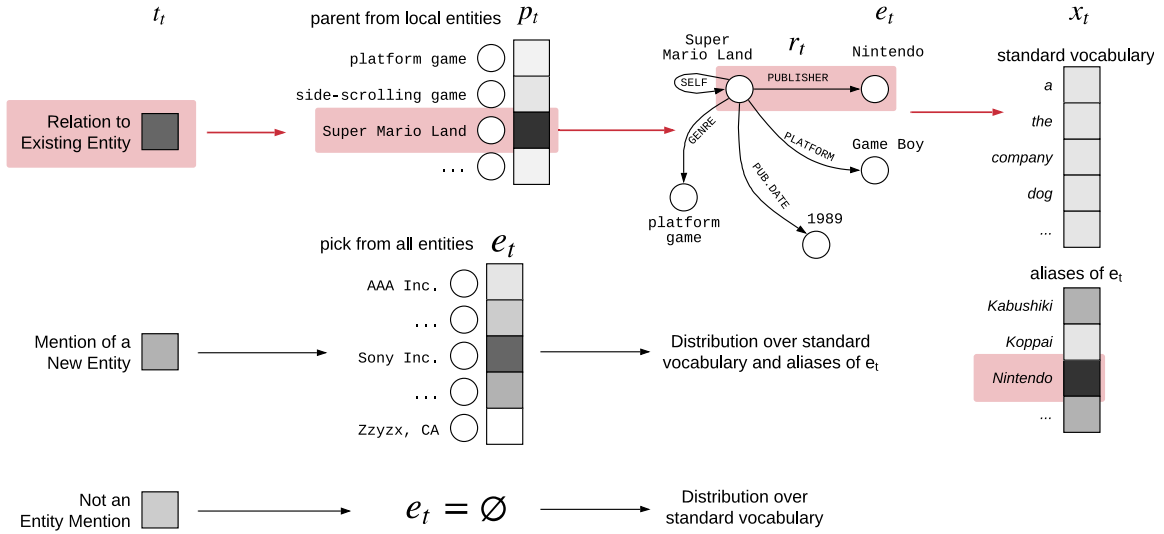 t_t
parent from local entities
p_t
platform game
side-scrolling game
Super Mario Land
...
Relation to
Existing Entity
Super
Mario Land
r_t
e_t
Nintendo
SELF
PUBLISHER
GENRE
PLATFORM
PUB.DATE
Game Boy
1989
platform
game
x_t
standard vocabulary
a
the
company
dog
...
aliases of e_t
Kabushiki
Koppai
Nintendo
...
Mention of a
New Entity
pick from all entities
e_t
AAA Inc.
...
Sony Inc.
...
Zzyzx, CA
Distribution over standard
vocabulary and aliases of e_t
Not an
Entity Mention
e_t = ∅
Distribution over
standard vocabulary